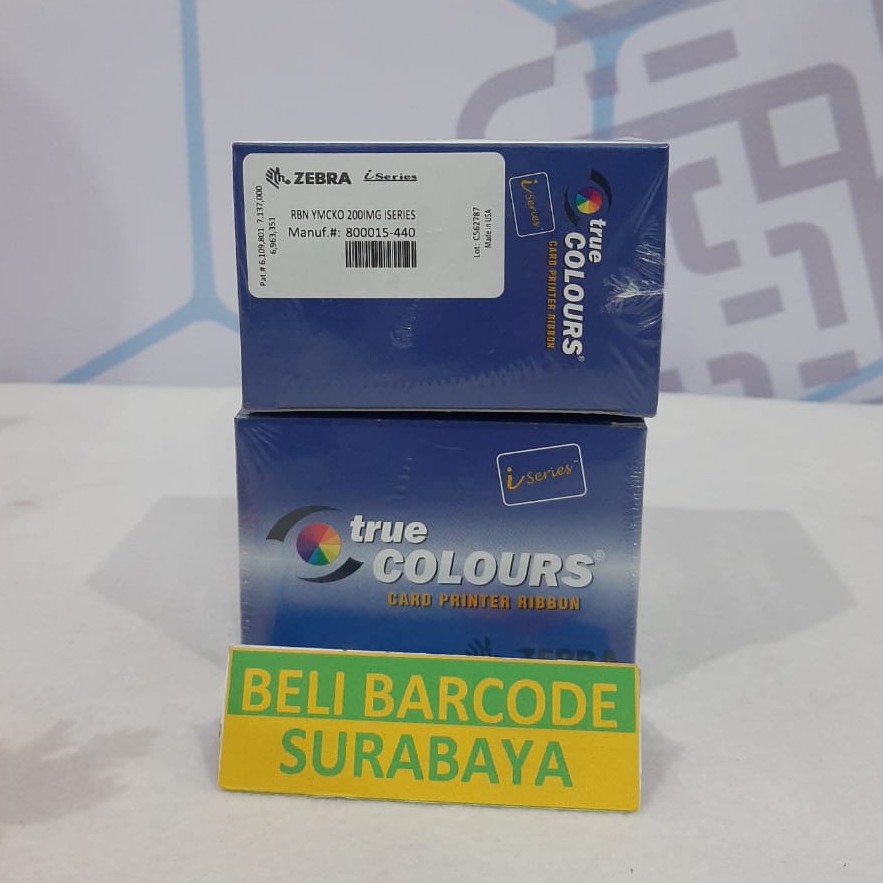 ZEBRA iSeries
RBN YMCKO 200IMG ISERIES
Manuf.#: 800015-440
Pat.# 6,109,801 7,137,000
6,963,351
Lot: C562787
Made in USA
iSeries
true
COLOURS®
CARD PRINTER RIBBON
iSeries™
true
COLOURS®
CARD PRINTER RIBBON
ZEBRA
BELI BARCODE
SURABAYA